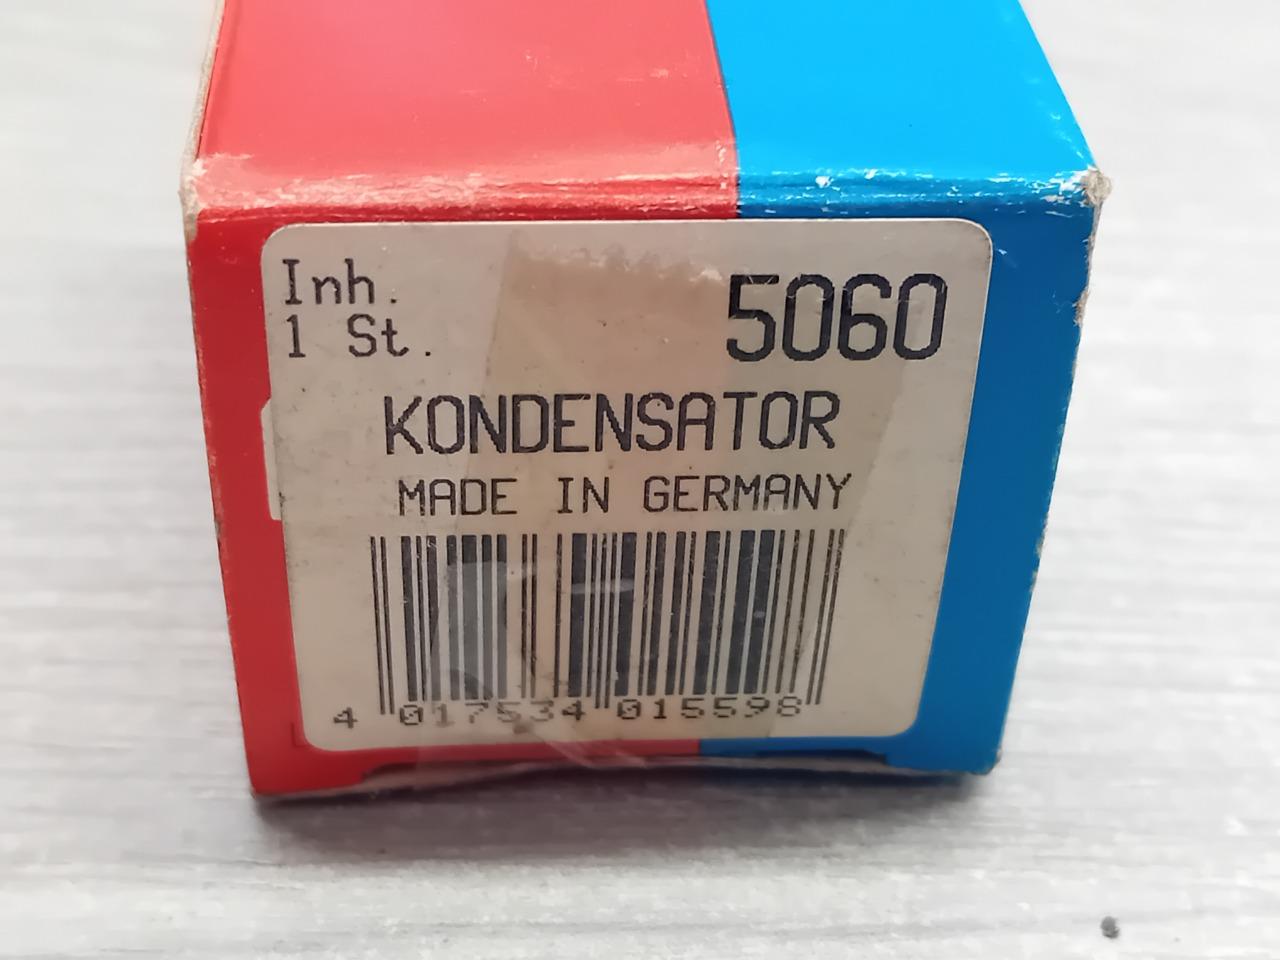 Inh.
1 St.
5060
KONDENSATOR
MADE IN GERMANY
4 017534 015598